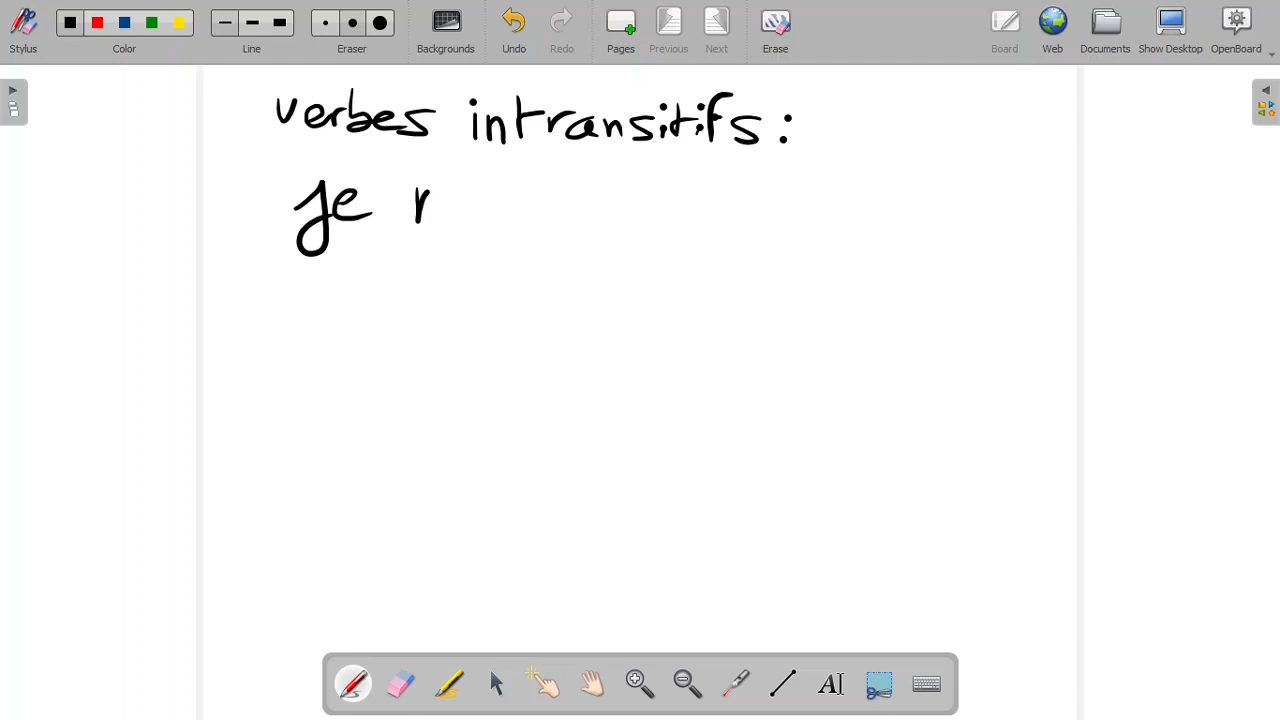 Stylus Color Line Eraser Backgrounds Undo Redo Pages Previous Next Erase Board Web Documents Show Desktop OpenBoard
verbes intransitifs:
je r
AI